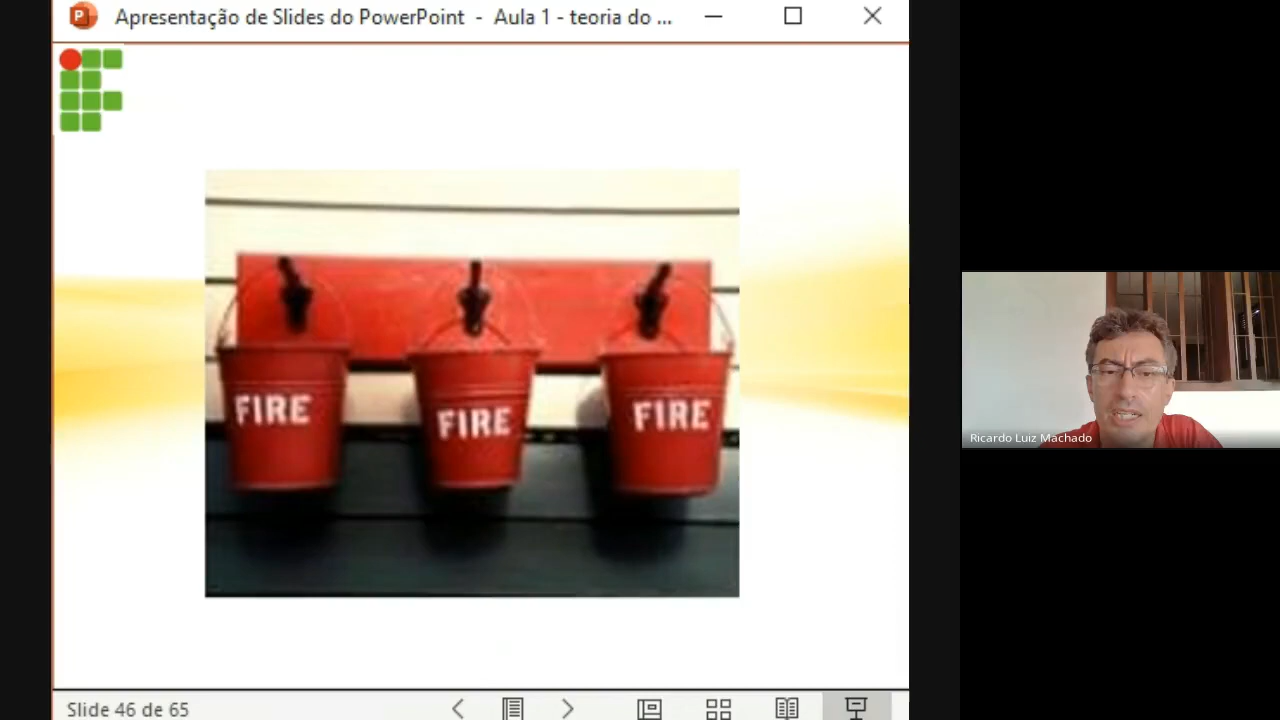 Apresentação de Slides do PowerPoint - Aula 1 - teoria do ...
FIRE FIRE FIRE
Ricardo Luiz Machado
Slide 46 de 65